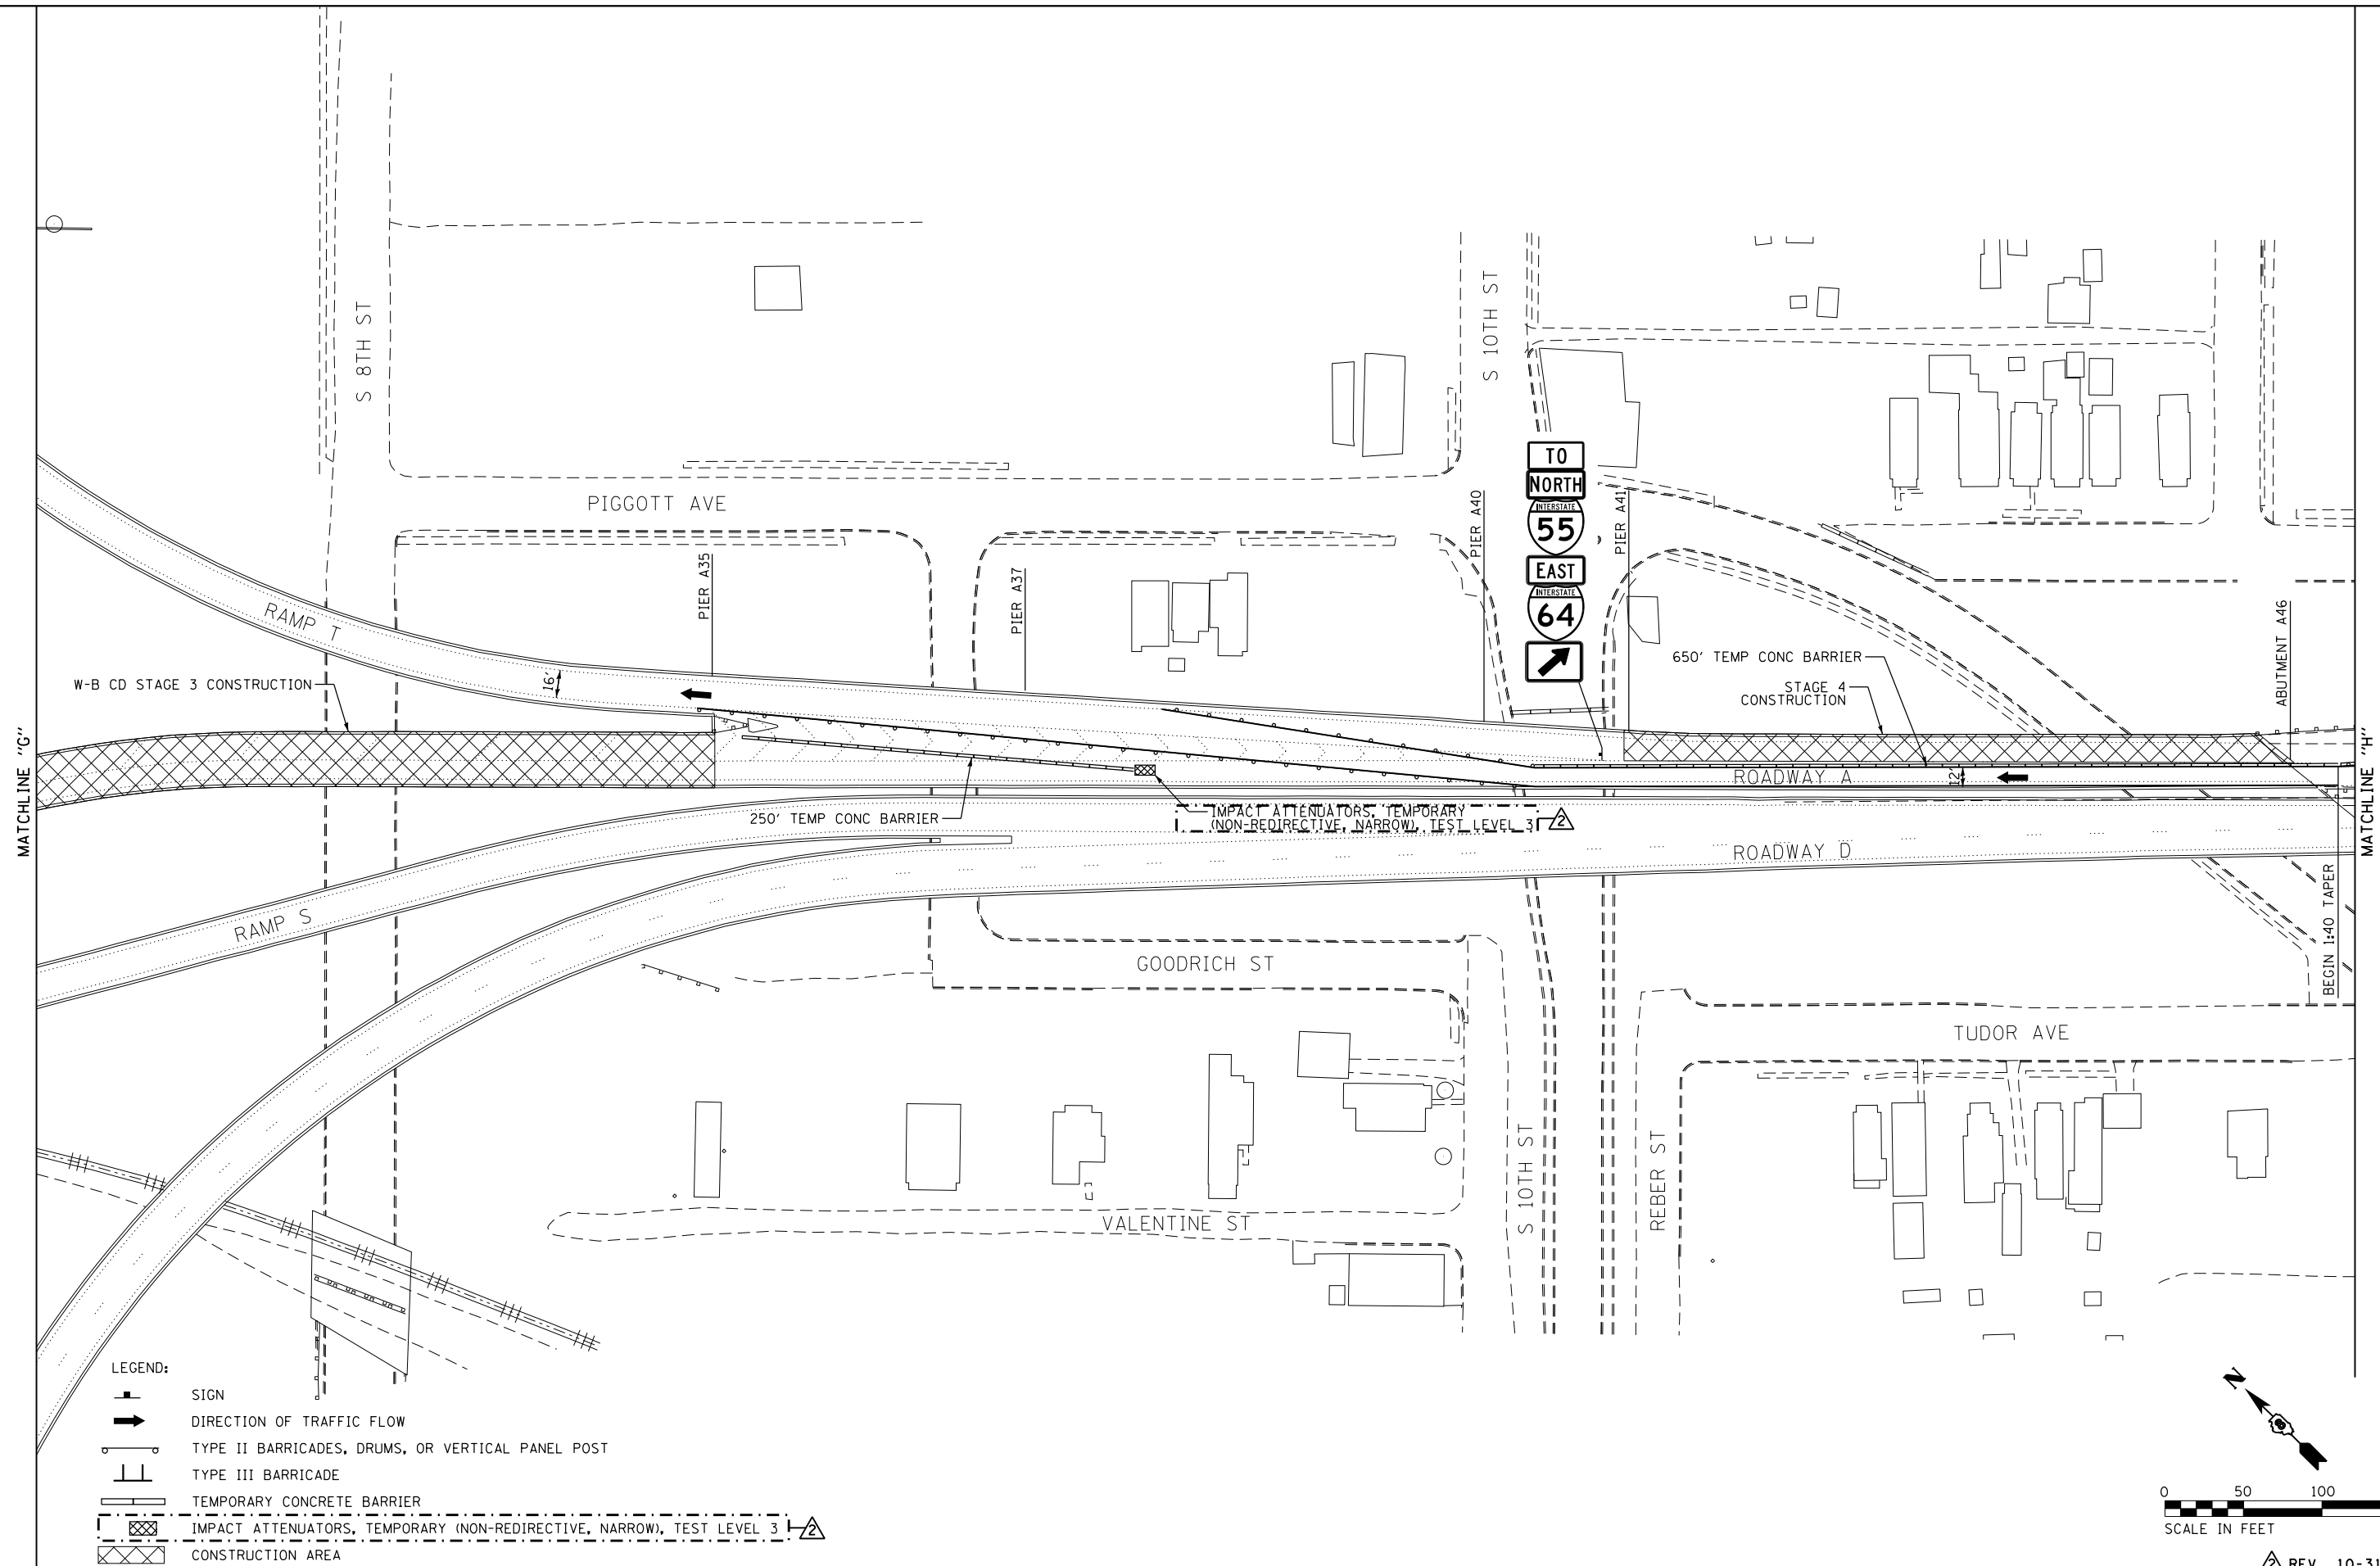 S 8TH ST
S 10TH ST
TO
NORTH
INTERSTATE
55
EAST
INTERSTATE
64
PIGGOTT AVE
PIER A35
PIER A37
PIER A40
PIER A41
ABUTMENT A46
RAMP T
16'
W-B CD STAGE 3 CONSTRUCTION
650' TEMP CONC BARRIER
STAGE 4
CONSTRUCTION
MATCHLINE "G"
MATCHLINE "H"
ROADWAY A
12'
250' TEMP CONC BARRIER
IMPACT ATTENUATORS, TEMPORARY
(NON-REDIRECTIVE, NARROW), TEST LEVEL 3
2
ROADWAY D
RAMP S
BEGIN 1:40 TAPER
GOODRICH ST
TUDOR AVE
S 10TH ST
REBER ST
VALENTINE ST
LEGEND:
SIGN
DIRECTION OF TRAFFIC FLOW
TYPE II BARRICADES, DRUMS, OR VERTICAL PANEL POST
TYPE III BARRICADE
TEMPORARY CONCRETE BARRIER
IMPACT ATTENUATORS, TEMPORARY (NON-REDIRECTIVE, NARROW), TEST LEVEL 3
2
CONSTRUCTION AREA
N
0 50 100
SCALE IN FEET
2 REV. 10-31